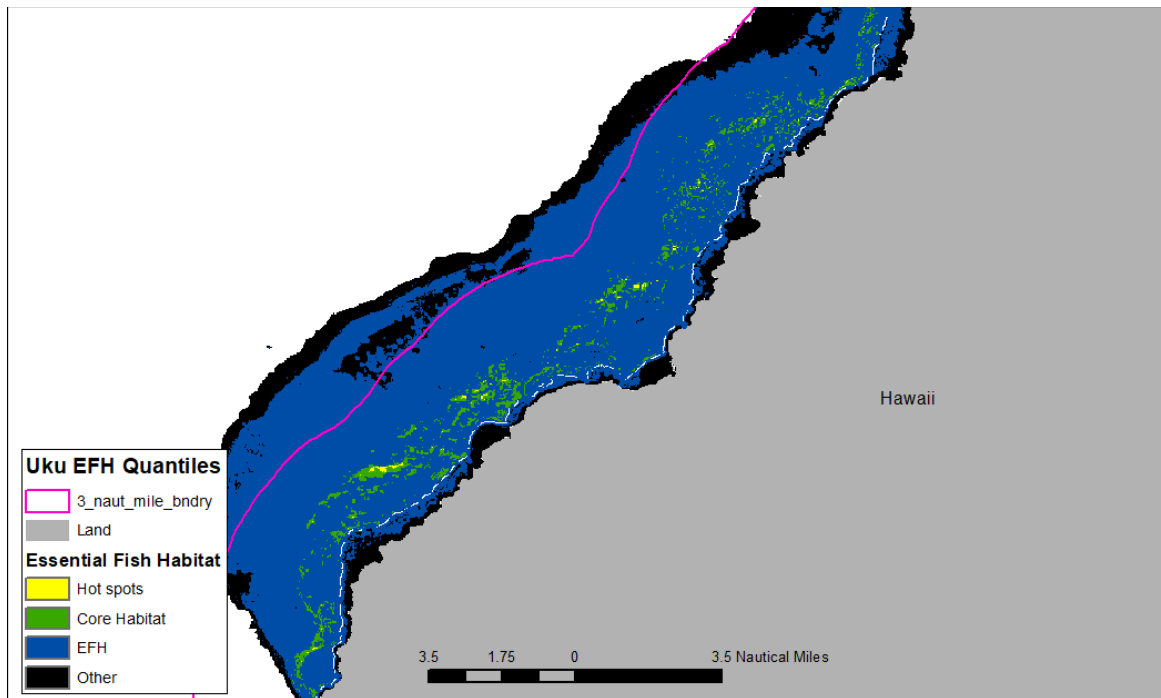 Hawaii
Uku EFH Quantiles
3_naut_mile_bndry
Land
Essential Fish Habitat
Hot spots
Core Habitat
EFH
Other
3.5 1.75 0 3.5 Nautical Miles